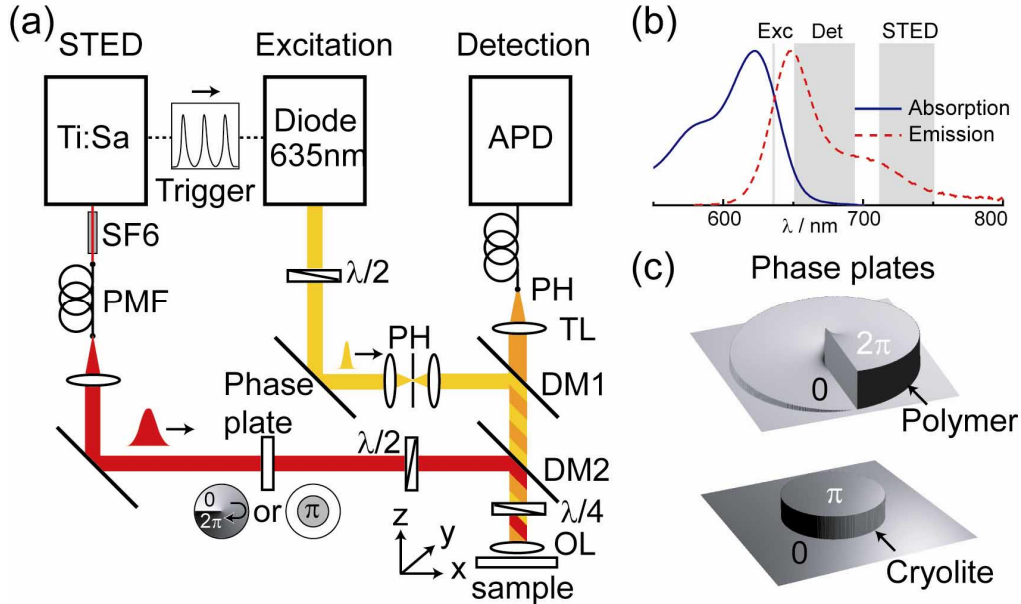 (a)
STED
Excitation
Detection
Ti:Sa
Trigger
Diode
635nm
APD
SF6
PMF
λ/2
PH
PH
TL
DM1
Phase
plate
λ/2
DM2
0
2π
or
π
λ/4
z
y
x
OL
sample
(b)
Exc
Det
STED
Absorption
Emission
600
λ / nm
700
800
(c)
Phase plates
2π
0
Polymer
π
0
Cryolite